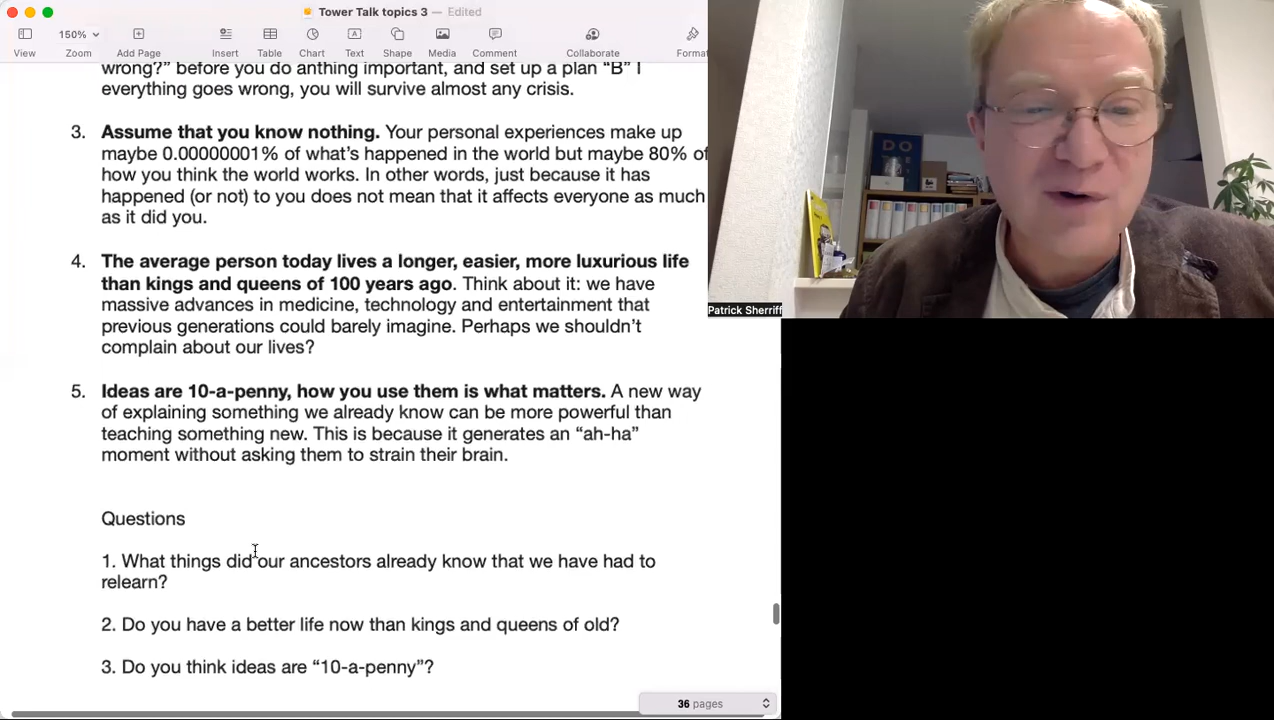 Tower Talk topics 3 — Edited
150%
View
Zoom
Add Page
Insert
Table
Chart
Text
Shape
Media
Comment
Collaborate
Format
wrong?” before you do anthing important, and set up a plan “B” I
everything goes wrong, you will survive almost any crisis.
3. Assume that you know nothing. Your personal experiences make up
maybe 0.00000001% of what’s happened in the world but maybe 80% of
how you think the world works. In other words, just because it has
happened (or not) to you does not mean that it affects everyone as much
as it did you.
4. The average person today lives a longer, easier, more luxurious life
than kings and queens of 100 years ago. Think about it: we have
massive advances in medicine, technology and entertainment that
previous generations could barely imagine. Perhaps we shouldn’t
complain about our lives?
5. Ideas are 10-a-penny, how you use them is what matters. A new way
of explaining something we already know can be more powerful than
teaching something new. This is because it generates an “ah-ha”
moment without asking them to strain their brain.
Questions
1. What things did our ancestors already know that we have had to
relearn?
2. Do you have a better life now than kings and queens of old?
3. Do you think ideas are “10-a-penny”?
36 pages
DO
Patrick Sherriff